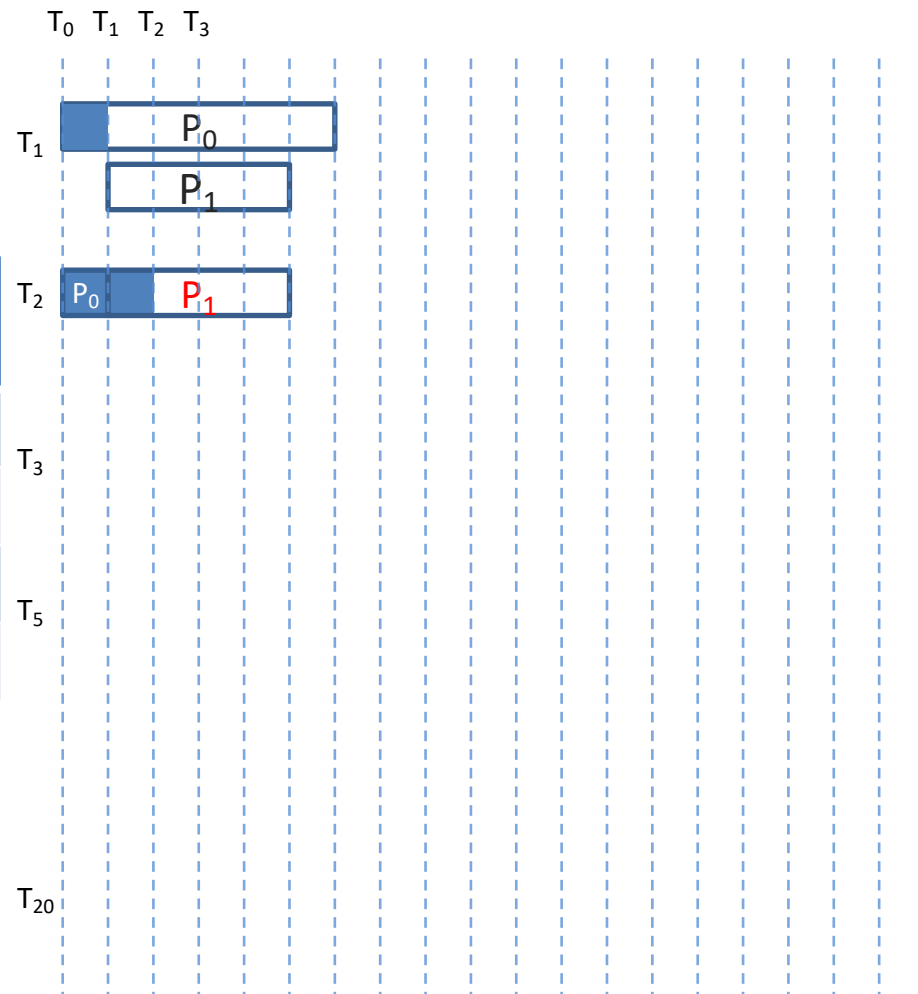 T₀ T₁ T₂ T₃
T₁
P₀
P₁
T₂
P₀
P₁
T₃
T₅
T₂₀